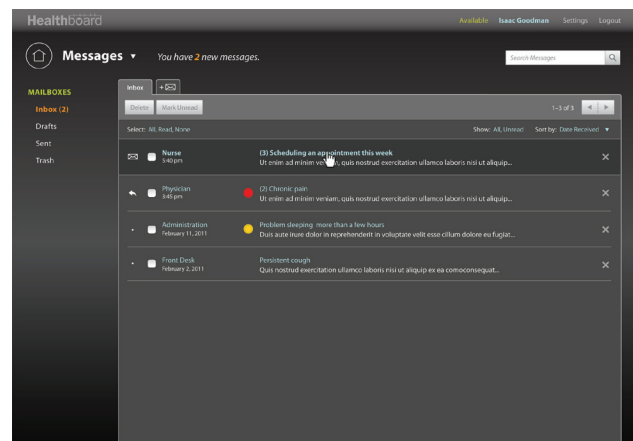 Healthboard
Available Isaac Goodman Settings Logout
Messages You have 2 new messages.
Search Messages
MAILBOXES
Inbox (2)
Drafts
Sent
Trash
Inbox +
Delete Mark Unread 1–3 of 3
Select: All, Read, None Show: All, Unread Sort by: Date Received
Nurse (3) Scheduling an appointment this week
5:40 pm Ut enim ad minim veniam, quis nostrud exercitation ullamco laboris nisi ut aliquip...
Physician (2) Chronic pain
3:45 pm Ut enim ad minim veniam, quis nostrud exercitation ullamco laboris nisi ut aliquip...
Administration Problem sleeping more than a few hours
February 11, 2011 Duis aute irure dolor in reprehenderit in voluptate velit esse cillum dolore eu fugiat...
Front Desk Persistent cough
February 2, 2011 Quis nostrud exercitation ullamco laboris nisi ut aliquip ex ea comoconsequat...